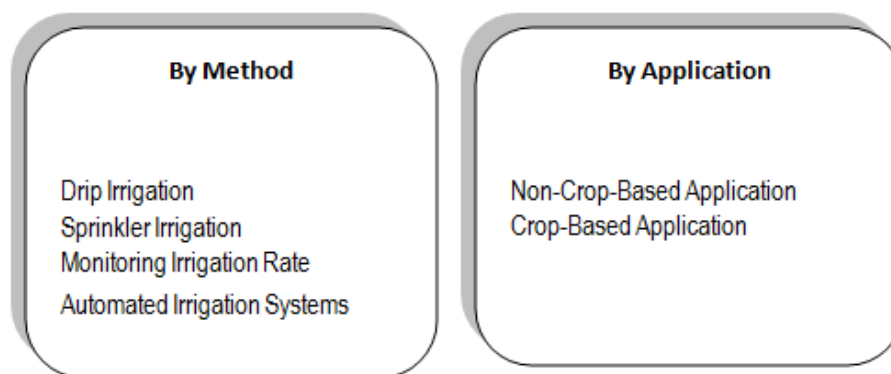 By Method
Drip Irrigation
Sprinkler Irrigation
Monitoring Irrigation Rate
Automated Irrigation Systems
By Application
Non-Crop-Based Application
Crop-Based Application